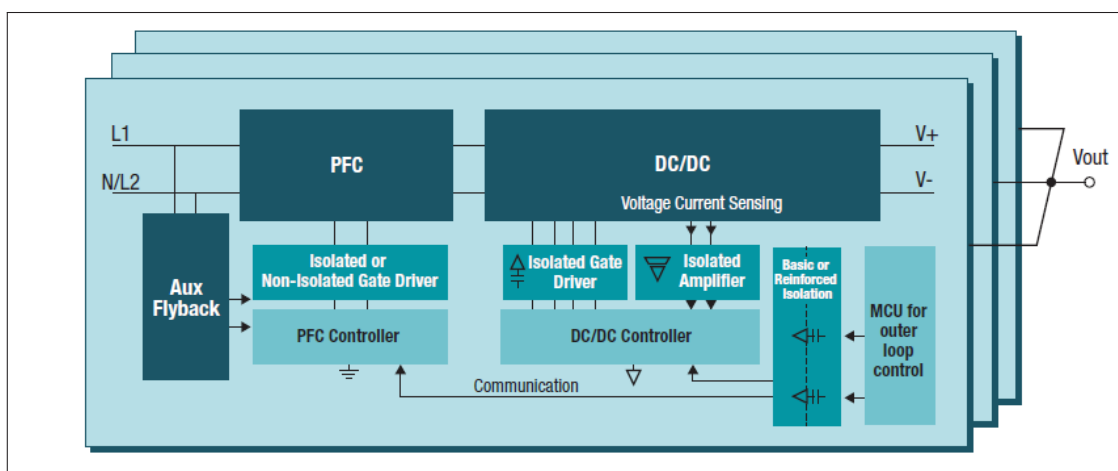 L1
N/L2
PFC
DC/DC
Voltage Current Sensing
V+
V-
Vout
Aux
Flyback
Isolated or
Non-Isolated Gate Driver
PFC Controller
Isolated Gate
Driver
Isolated
Amplifier
DC/DC Controller
Basic or
Reinforced
Isolation
MCU for
outer
loop
control
Communication